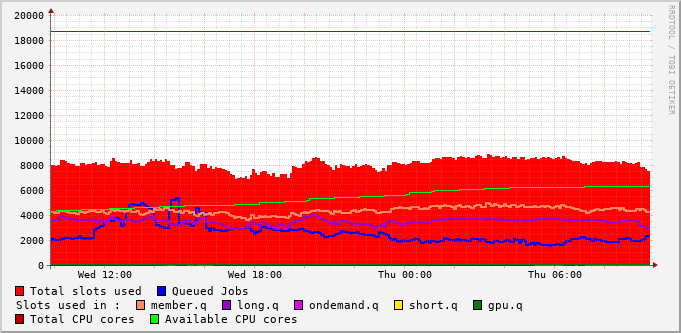 20000
18000
16000
14000
12000
10000
8000
6000
4000
2000
0
Wed 12:00 Wed 18:00 Thu 00:00 Thu 06:00
Total slots used Queued Jobs
Slots used in : member.q long.q ondemand.q short.q gpu.q
Total CPU cores Available CPU cores
RRDTOOL / TOBI OETIKER